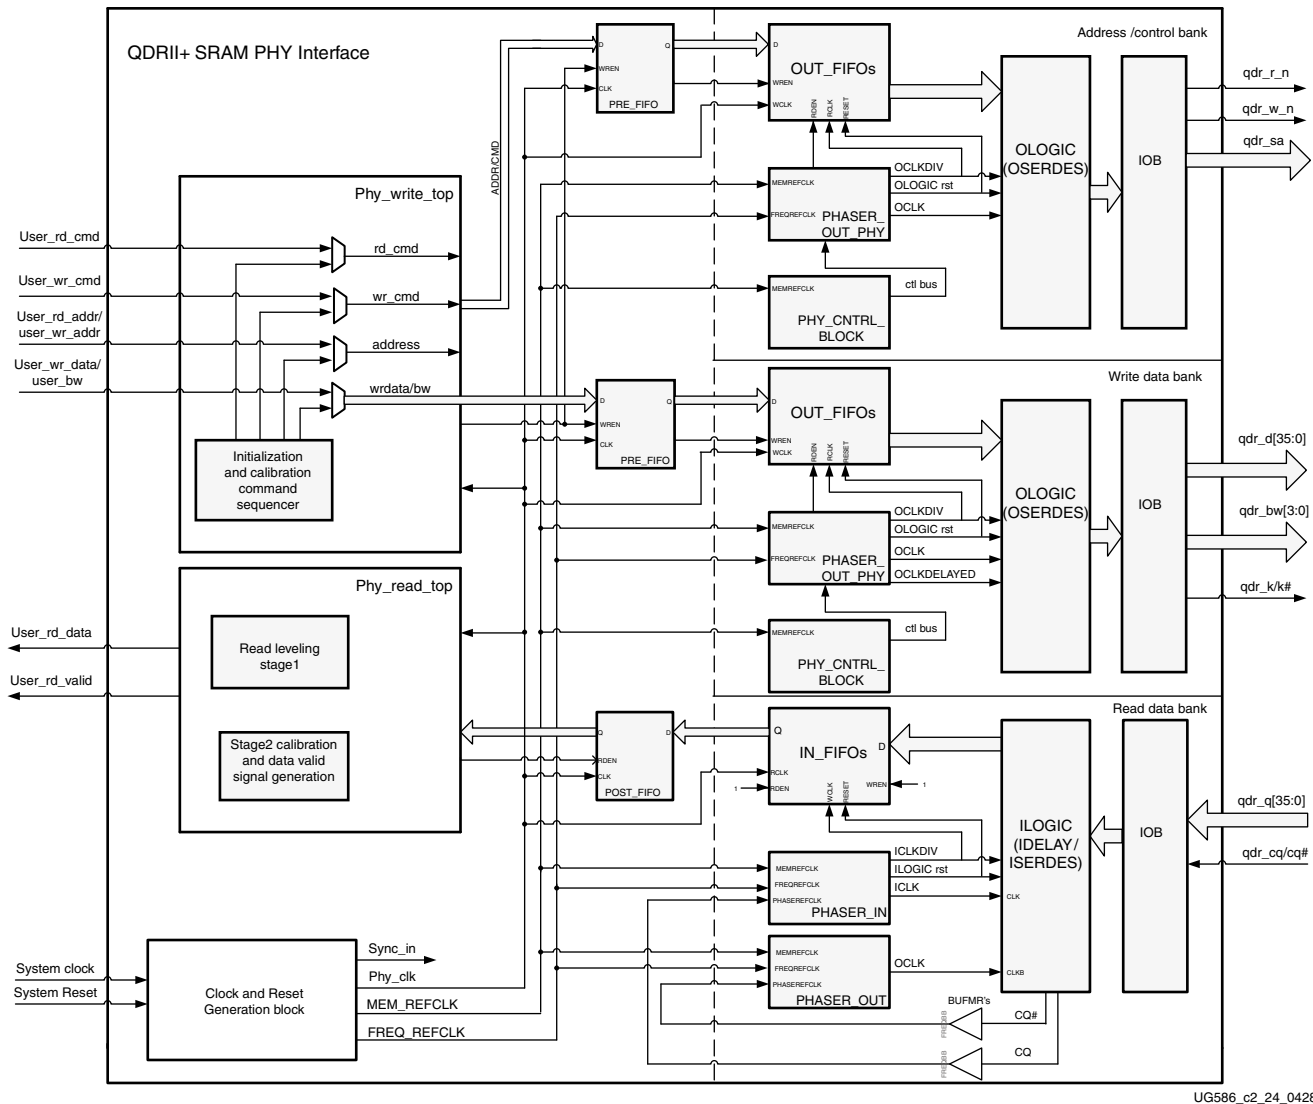 QDRII+ SRAM PHY Interface
Address /control bank
D
Q
WREN
CLK
PRE_FIFO
D
OUT_FIFOs
WREN
WCLK
RDEN
RCLK
RESET
OLOGIC
(OSERDES)
IOB
qdr_r_n
qdr_w_n
qdr_sa
ADDR/CMD
MEMREFCLK
FREQREFCLK
PHASER_
OUT_PHY
OCLKDIV
OLOGIC rst
OCLK
MEMREFCLK
PHY_CNTRL_
BLOCK
ctl bus
Phy_write_top
User_rd_cmd
rd_cmd
User_wr_cmd
wr_cmd
User_rd_addr/
user_wr_addr
address
User_wr_data/
user_bw
wrdata/bw
Initialization
and calibration
command
sequencer
Write data bank
D
Q
WREN
CLK
PRE_FIFO
D
OUT_FIFOs
WREN
WCLK
RDEN
RCLK
RESET
OLOGIC
(OSERDES)
IOB
qdr_d[35:0]
qdr_bw[3:0]
qdr_k/k#
MEMREFCLK
FREQREFCLK
PHASER_
OUT_PHY
OCLKDIV
OLOGIC rst
OCLK
OCLKDELAYED
MEMREFCLK
PHY_CNTRL_
BLOCK
ctl bus
Phy_read_top
User_rd_data
User_rd_valid
Read leveling
stage1
Stage2 calibration
and data valid
signal generation
Read data bank
Q
D
RDEN
CLK
POST_FIFO
Q
D
IN_FIFOs
RCLK
1
RDEN
WREN
1
WCLK
RESET
ILOGIC
(IDELAY/
ISERDES)
CLK
CLKB
IOB
qdr_q[35:0]
qdr_cq/cq#
MEMREFCLK
FREQREFCLK
PHASEREFCLK
PHASER_IN
ICLKDIV
ILOGIC rst
ICLK
MEMREFCLK
FREQREFCLK
PHASEREFCLK
PHASER_OUT
OCLK
BUFMR's
FREQBB
CQ#
FREQBB
CQ
System clock
System Reset
Clock and Reset
Generation block
Sync_in
Phy_clk
MEM_REFCLK
FREQ_REFCLK